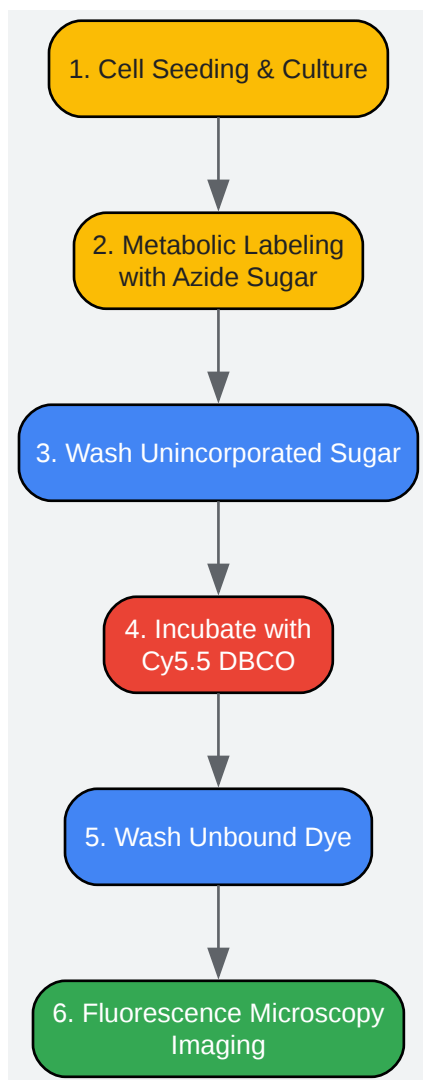 1. Cell Seeding & Culture
2. Metabolic Labeling
with Azide Sugar
3. Wash Unincorporated Sugar
4. Incubate with
Cy5.5 DBCO
5. Wash Unbound Dye
6. Fluorescence Microscopy
Imaging